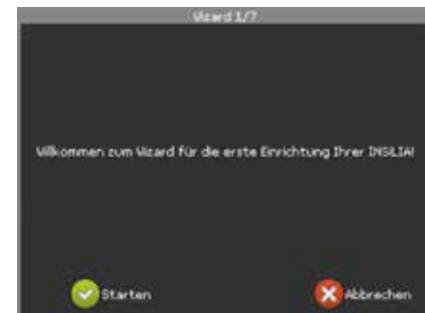 Wizard 1/7
Willkommen zum Wizard für die erste Einrichtung Ihrer INSILIA!
Starten
Abbrechen